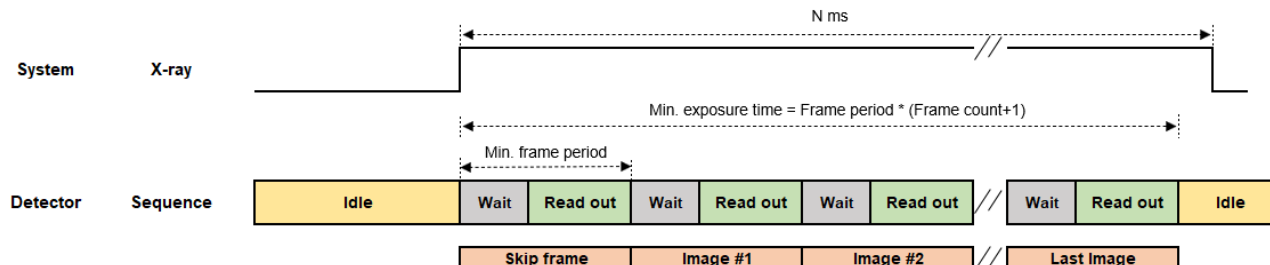 N ms
System X-ray
Min. exposure time = Frame period * (Frame count+1)
Min. frame period
Detector Sequence Idle Wait Read out Wait Read out Wait Read out Wait Read out Idle
Skip frame Image #1 Image #2 Last Image